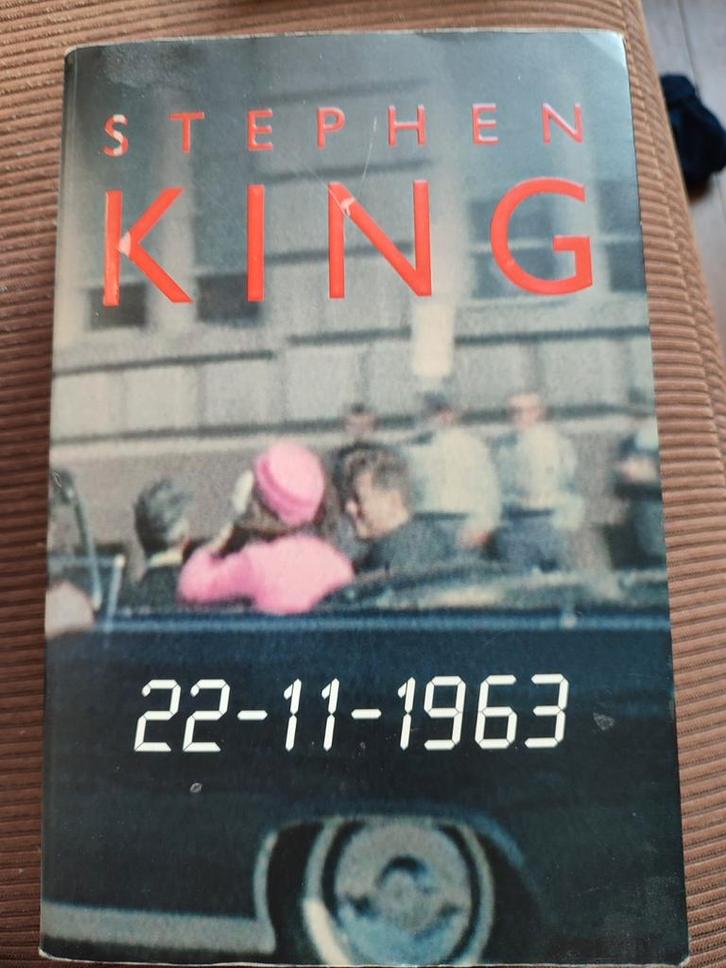 STEPHEN
KING
22-11-1963